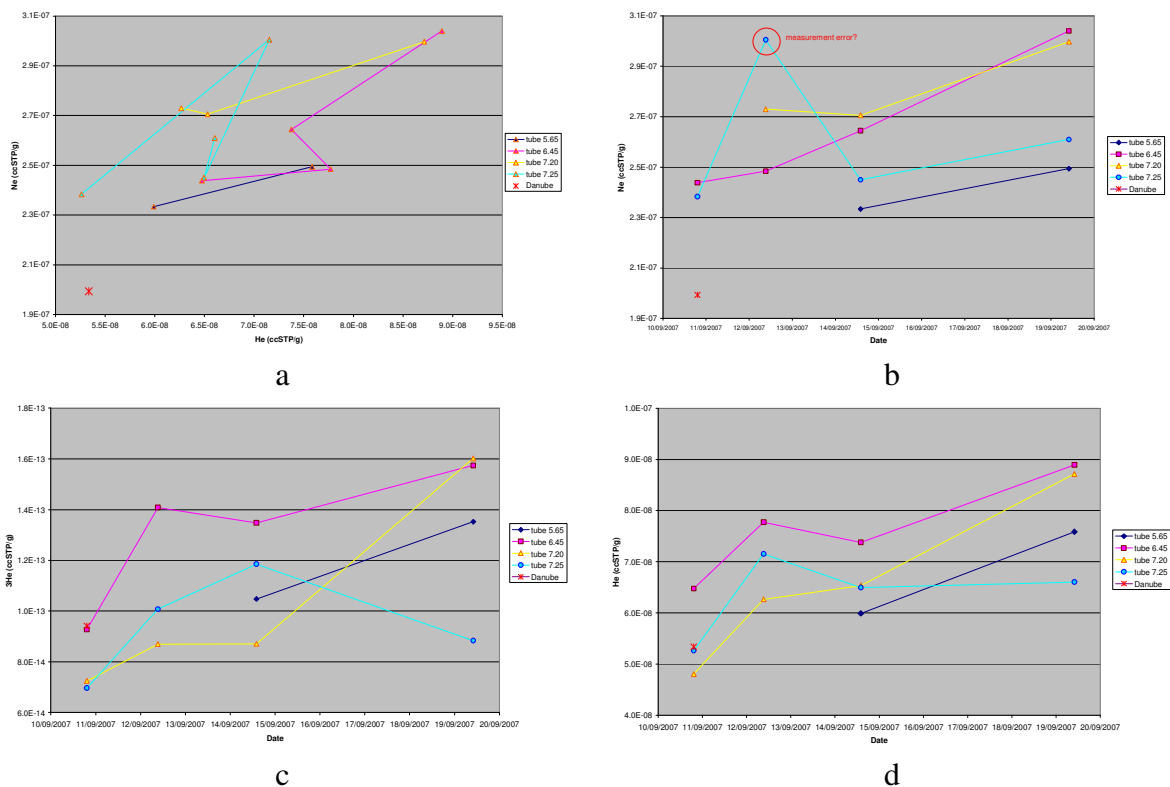 3.1E-07
2.9E-07
2.7E-07
2.5E-07
2.3E-07
2.1E-07
1.9E-07
Ne (ccSTP/g)
5.0E-08 5.5E-08 6.0E-08 6.5E-08 7.0E-08 7.5E-08 8.0E-08 8.5E-08 9.0E-08 9.5E-08
He (ccSTP/g)
tube 5.65
tube 6.45
tube 7.20
tube 7.25
Danube
a
3.1E-07
2.9E-07
2.7E-07
2.5E-07
2.3E-07
2.1E-07
1.9E-07
Ne (ccSTP/g)
measurement error?
10/09/2007 11/09/2007 12/09/2007 13/09/2007 14/09/2007 15/09/2007 16/09/2007 17/09/2007 18/09/2007 19/09/2007 20/09/2007
Date
tube 5.65
tube 6.45
tube 7.20
tube 7.25
Danube
b
1.8E-13
1.6E-13
1.4E-13
1.2E-13
1.0E-13
8.0E-14
6.0E-14
3He (ccSTP/g)
10/09/2007 11/09/2007 12/09/2007 13/09/2007 14/09/2007 15/09/2007 16/09/2007 17/09/2007 18/09/2007 19/09/2007 20/09/2007
Date
tube 5.65
tube 6.45
tube 7.20
tube 7.25
Danube
c
1.0E-07
9.0E-08
8.0E-08
7.0E-08
6.0E-08
5.0E-08
4.0E-08
He (ccSTP/g)
10/09/2007 11/09/2007 12/09/2007 13/09/2007 14/09/2007 15/09/2007 16/09/2007 17/09/2007 18/09/2007 19/09/2007 20/09/2007
Date
tube 5.65
tube 6.45
tube 7.20
tube 7.25
Danube
d